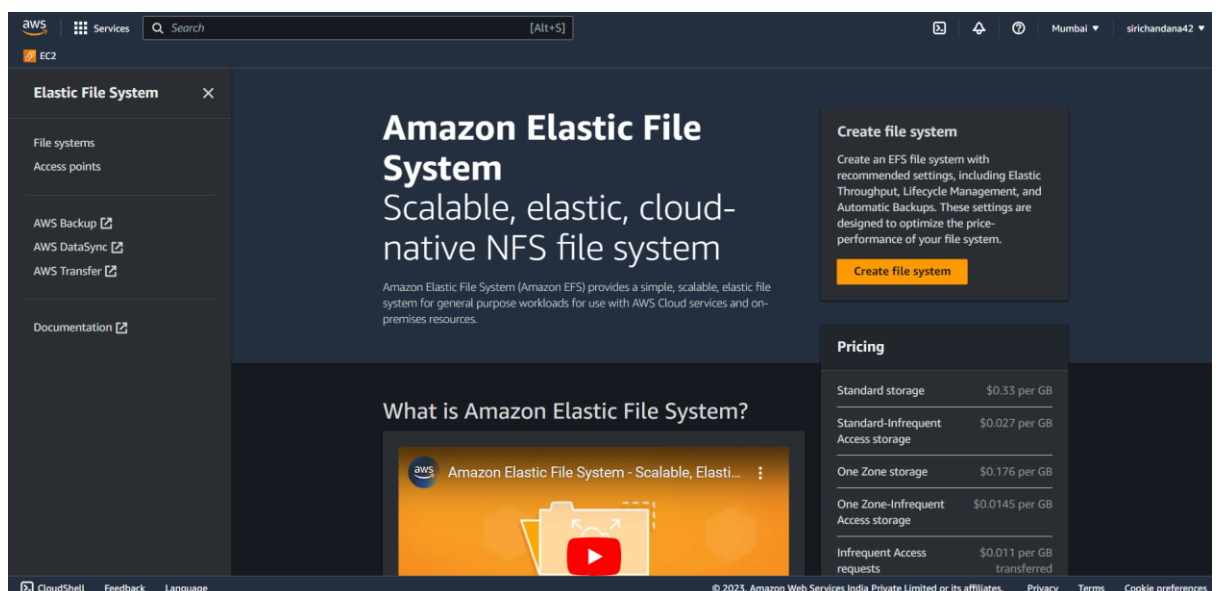 aws
Services
Search
[Alt+S]
Mumbai ▼
sirichandana42 ▼
EC2
Elastic File System
File systems
Access points
AWS Backup
AWS DataSync
AWS Transfer
Documentation
Amazon Elastic File
System
Scalable, elastic, cloud-
native NFS file system
Amazon Elastic File System (Amazon EFS) provides a simple, scalable, elastic file
system for general purpose workloads for use with AWS Cloud services and on-
premises resources.
Create file system
Create an EFS file system with
recommended settings, including Elastic
Throughput, Lifecycle Management, and
Automatic Backups. These settings are
designed to optimize the price-
performance of your file system.
Create file system
Pricing
Standard storage $0.33 per GB
Standard-Infrequent $0.027 per GB
Access storage
One Zone storage $0.176 per GB
One Zone-Infrequent $0.0145 per GB
Access storage
Infrequent Access $0.011 per GB
requests transferred
What is Amazon Elastic File System?
aws
Amazon Elastic File System - Scalable, Elasti...
CloudShell Feedback Language
© 2023, Amazon Web Services India Private Limited or its affiliates. Privacy Terms Cookie preferences